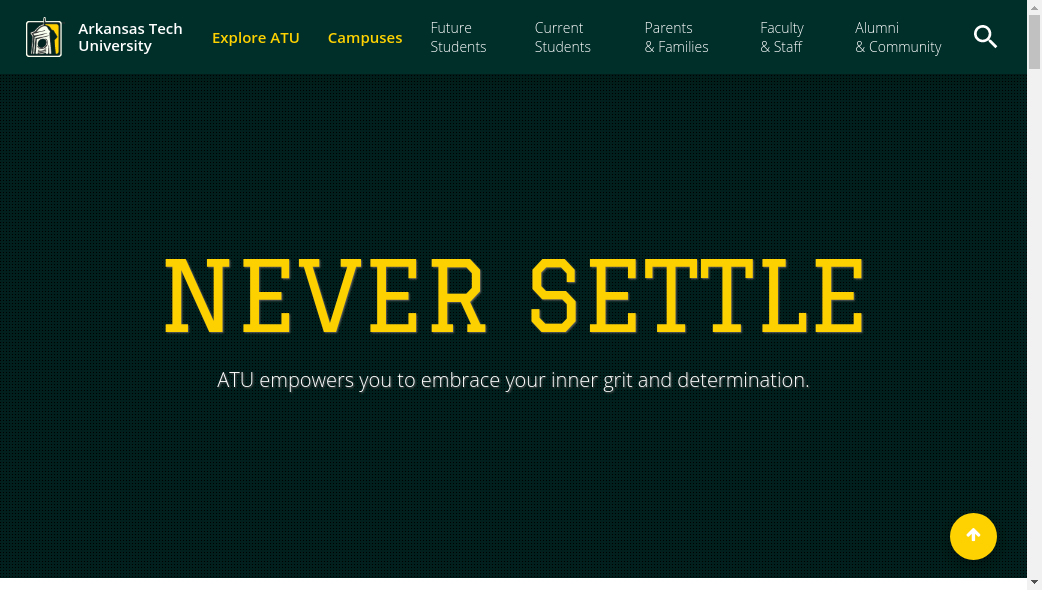 Arkansas Tech
University
Explore ATU
Campuses
Future
Students
Current
Students
Parents
& Families
Faculty
& Staff
Alumni
& Community
NEVER SETTLE
ATU empowers you to embrace your inner grit and determination.